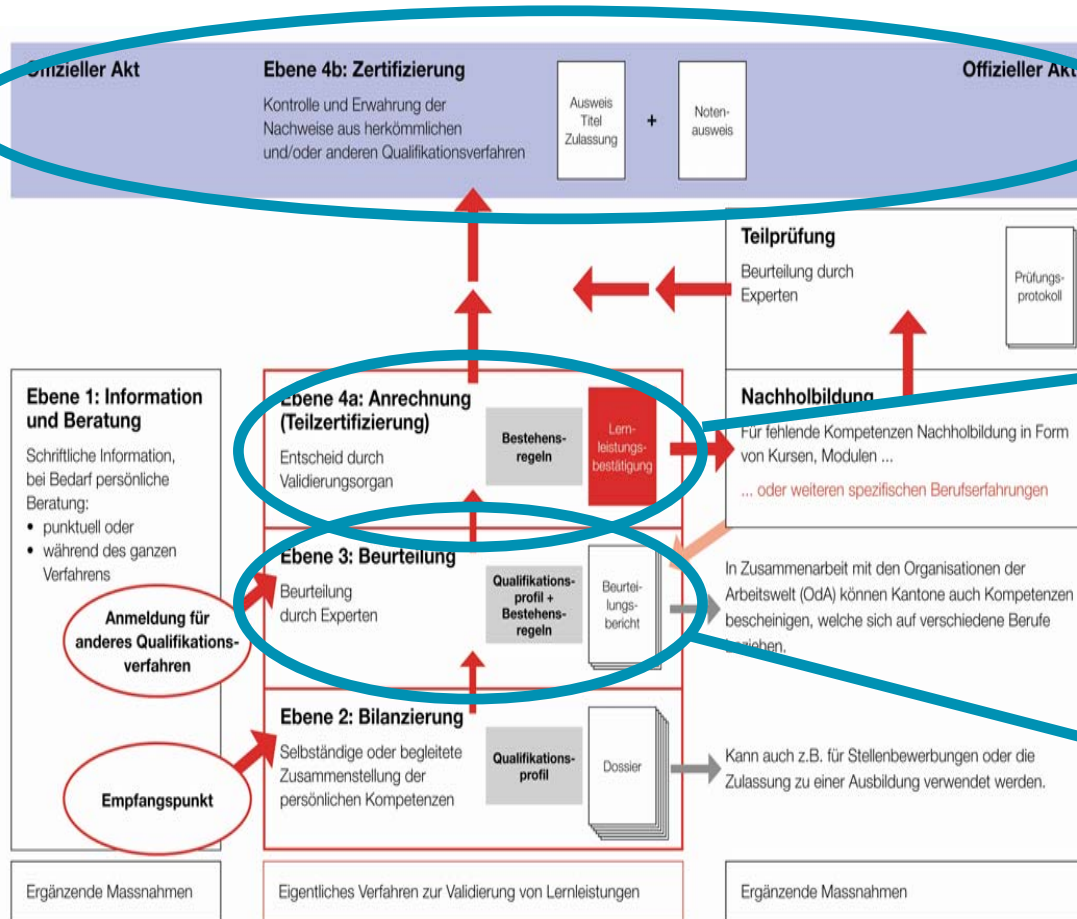 Offizieller Akt
Ebene 4b: Zertifizierung
Kontrolle und Erwahrung der
Nachweise aus herkömmlichen
und/oder anderen Qualifikationsverfahren
Ausweis
Titel
Zulassung
+
Noten-
ausweis
Offizieller Akt
Teilprüfung
Beurteilung durch
Experten
Prüfungs-
protokoll
Ebene 1: Information
und Beratung
Schriftliche Information,
bei Bedarf persönliche
Beratung:
• punktuell oder
• während des ganzen
Verfahrens
Anmeldung für
anderes Qualifikations-
verfahren
Empfangspunkt
Ebene 4a: Anrechnung
(Teilzertifizierung)
Entscheid durch
Validierungsorgan
Bestehens-
regeln
Lern-
leistungs-
bestätigung
Nachholbildung
Für fehlende Kompetenzen Nachholbildung in Form
von Kursen, Modulen ...
... oder weiteren spezifischen Berufserfahrungen
Ebene 3: Beurteilung
Beurteilung
durch Experten
Qualifikations-
profil +
Bestehens-
regeln
Beurtei-
lungs-
bericht
In Zusammenarbeit mit den Organisationen der
Arbeitswelt (OdA) können Kantone auch Kompetenzen
bescheinigen, welche sich auf verschiedene Berufe
beziehen.
Ebene 2: Bilanzierung
Selbständige oder begleitete
Zusammenstellung der
persönlichen Kompetenzen
Qualifikations-
profil
Dossier
Kann auch z.B. für Stellenbewerbungen oder die
Zulassung zu einer Ausbildung verwendet werden.
Ergänzende Massnahmen
Eigentliches Verfahren zur Validierung von Lernleistungen
Ergänzende Massnahmen